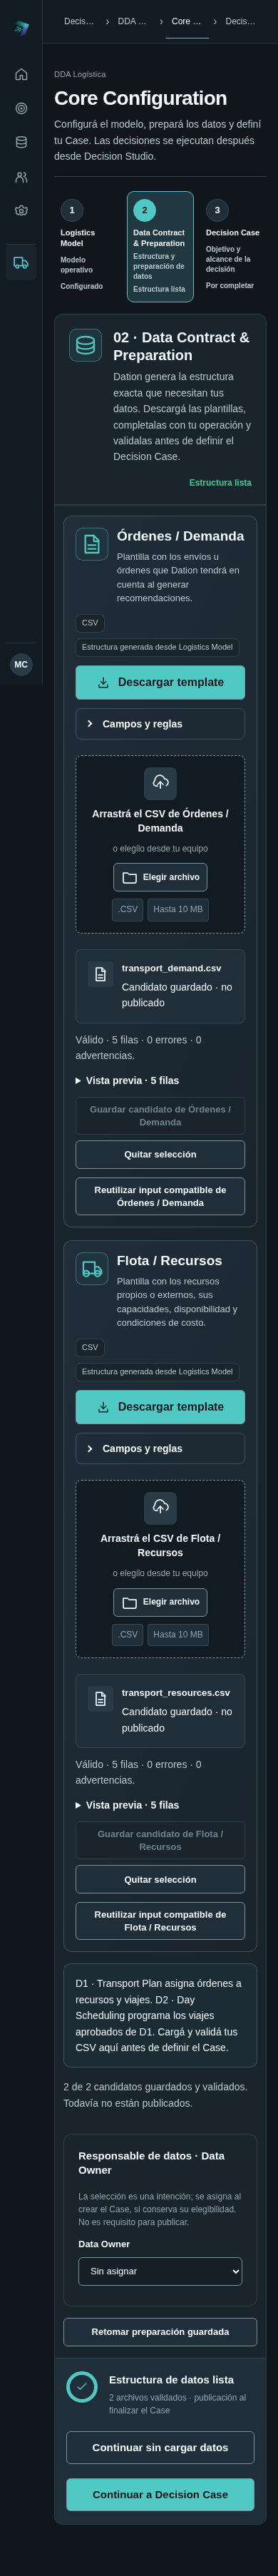 Decis... > DDA ... > Core ... > Decis...
DDA Logística
Core Configuration
Configurá el modelo, prepará los datos y definí
tu Case. Las decisiones se ejecutan después
desde Decision Studio.
1
Logistics
Model
Modelo
operativo
Configurado
2
Data Contract
& Preparation
Estructura y
preparación de
datos
Estructura lista
3
Decision Case
Objetivo y
alcance de la
decisión
Por completar
02 · Data Contract &
Preparation
Dation genera la estructura
exacta que necesitan tus
datos. Descargá las plantillas,
completalas con tu operación y
validalas antes de definir el
Decision Case.
Estructura lista
Órdenes / Demanda
Plantilla con los envíos u
órdenes que Dation tendrá en
cuenta al generar
recomendaciones.
CSV
Estructura generada desde Logistics Model
Descargar template
Campos y reglas
Arrastrá el CSV de Órdenes /
Demanda
o elegilo desde tu equipo
Elegir archivo
.CSV
Hasta 10 MB
transport_demand.csv
Candidato guardado · no
publicado
Válido · 5 filas · 0 errores · 0
advertencias.
Vista previa · 5 filas
Guardar candidato de Órdenes /
Demanda
Quitar selección
Reutilizar input compatible de
Órdenes / Demanda
MC
Flota / Recursos
Plantilla con los recursos
propios o externos, sus
capacidades, disponibilidad y
condiciones de costo.
CSV
Estructura generada desde Logistics Model
Descargar template
Campos y reglas
Arrastrá el CSV de Flota /
Recursos
o elegilo desde tu equipo
Elegir archivo
.CSV
Hasta 10 MB
transport_resources.csv
Candidato guardado · no
publicado
Válido · 5 filas · 0 errores · 0
advertencias.
Vista previa · 5 filas
Guardar candidato de Flota /
Recursos
Quitar selección
Reutilizar input compatible de
Flota / Recursos
D1 · Transport Plan asigna órdenes a
recursos y viajes. D2 · Day
Scheduling programa los viajes
aprobados de D1. Cargá y validá tus
CSV aquí antes de definir el Case.
2 de 2 candidatos guardados y validados.
Todavía no están publicados.
Responsable de datos · Data
Owner
La selección es una intención; se asigna al
crear el Case, si conserva su elegibilidad.
No es requisito para publicar.
Data Owner
Sin asignar
Retomar preparación guardada
Estructura de datos lista
2 archivos validados · publicación al
finalizar el Case
Continuar sin cargar datos
Continuar a Decision Case